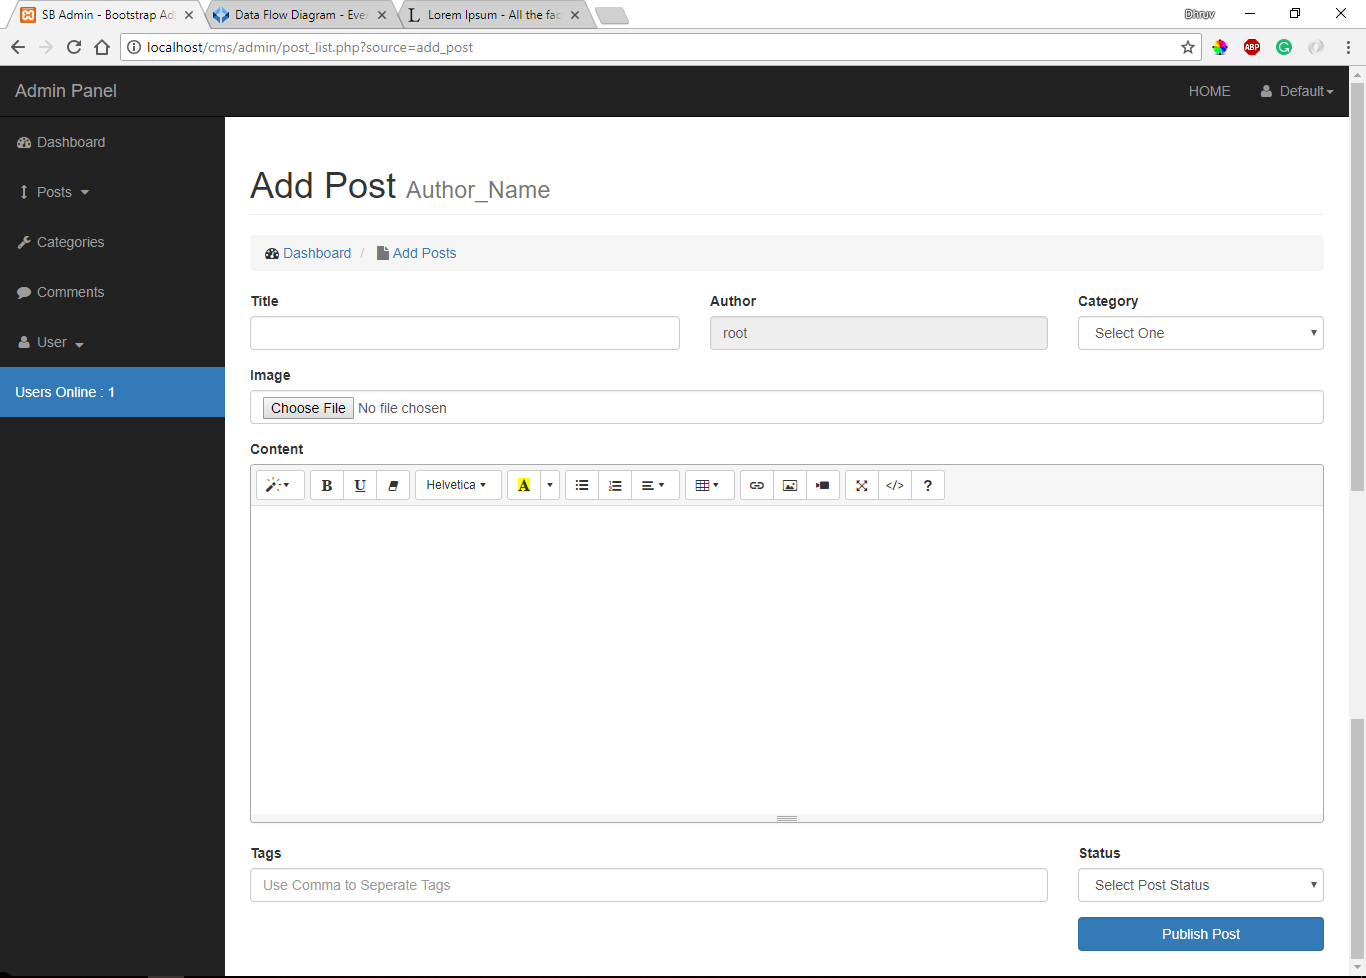 SB Admin - Bootstrap Ad
Data Flow Diagram - Ever
Lorem Ipsum - All the fac
Dhruv
localhost/cms/admin/post_list.php?source=add_post
ABP
Admin Panel
HOME
Default
Dashboard
Posts
Categories
Comments
User
Users Online : 1
Add Post Author_Name
Dashboard / Add Posts
Title
Author
Category
root
Select One
Image
Choose File No file chosen
Content
B U Helvetica A </> ?
Tags
Status
Use Comma to Seperate Tags
Select Post Status
Publish Post